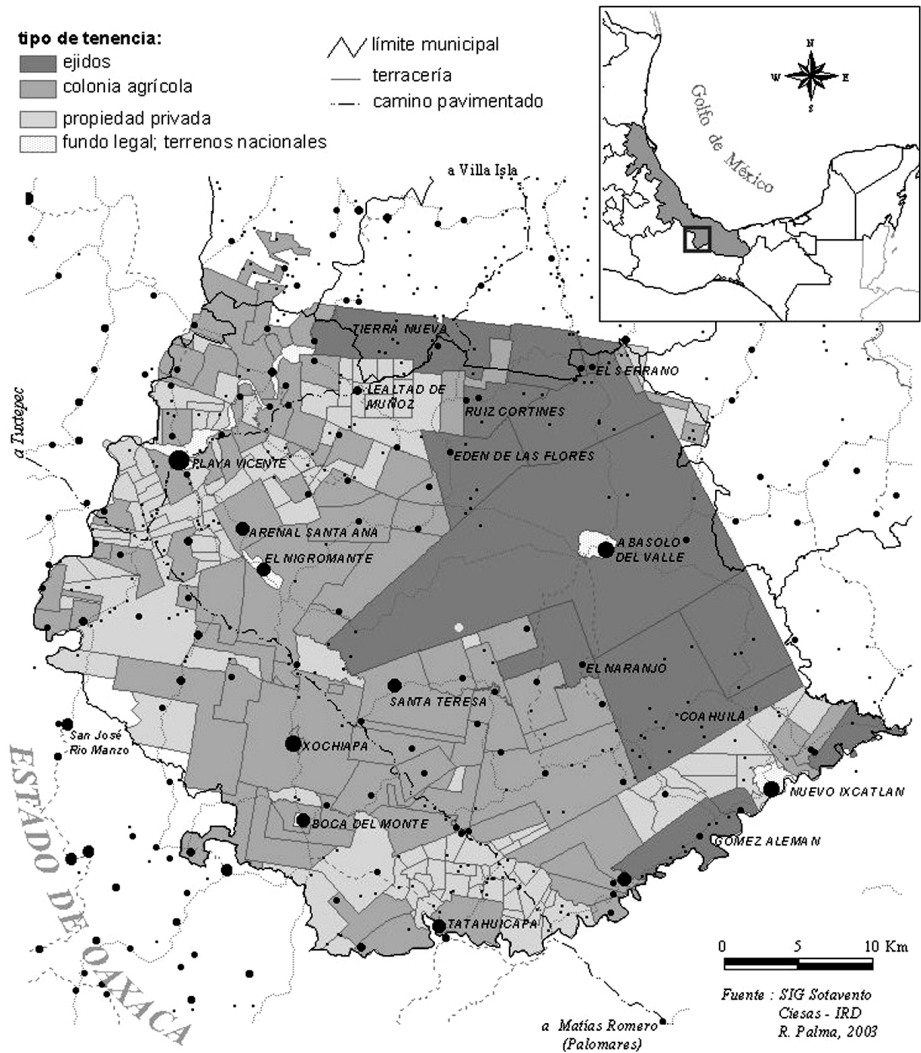 tipo de tenencia:
ejidos
colonia agrícola
propiedad privada
fundo legal; terrenos nacionales
límite municipal
terracería
camino pavimentado
N
W
E
S
Golfo de México
a Villa Isla
a Tuxtepec
TIERRA NUEVA
EL SERRANO
LEALTAD DE
MUÑOZ
RUIZ CORTINES
EDEN DE LAS FLORES
PLAYA VICENTE
ARENAL SANTA ANA
EL NIGROMANTE
ABASOLO
DEL VALLE
EL NARANJO
SANTA TERESA
COAHUILA
San José
Río Manzo
XOCHIAPA
NUEVO IXCATLAN
BOCA DEL MONTE
GOMEZ ALEMAN
TATAHUICAPA
ESTADO DE OAXACA
0 5 10 Km
Fuente : SIG Sotavento
Ciesas - IRD
R. Palma, 2003
a Matías Romero
(Palomares)